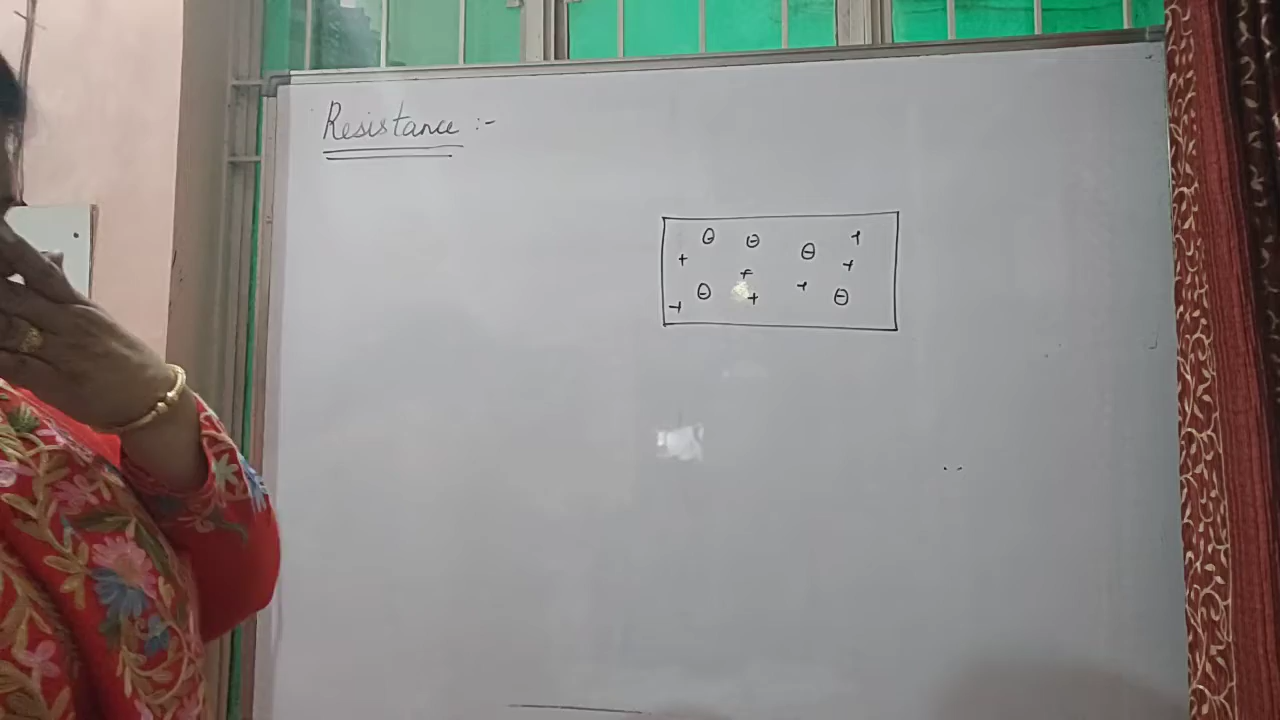 Resistance :-
⊖ ⊖ ⊖ +
+ + +
⊖ + ⊖
+ +